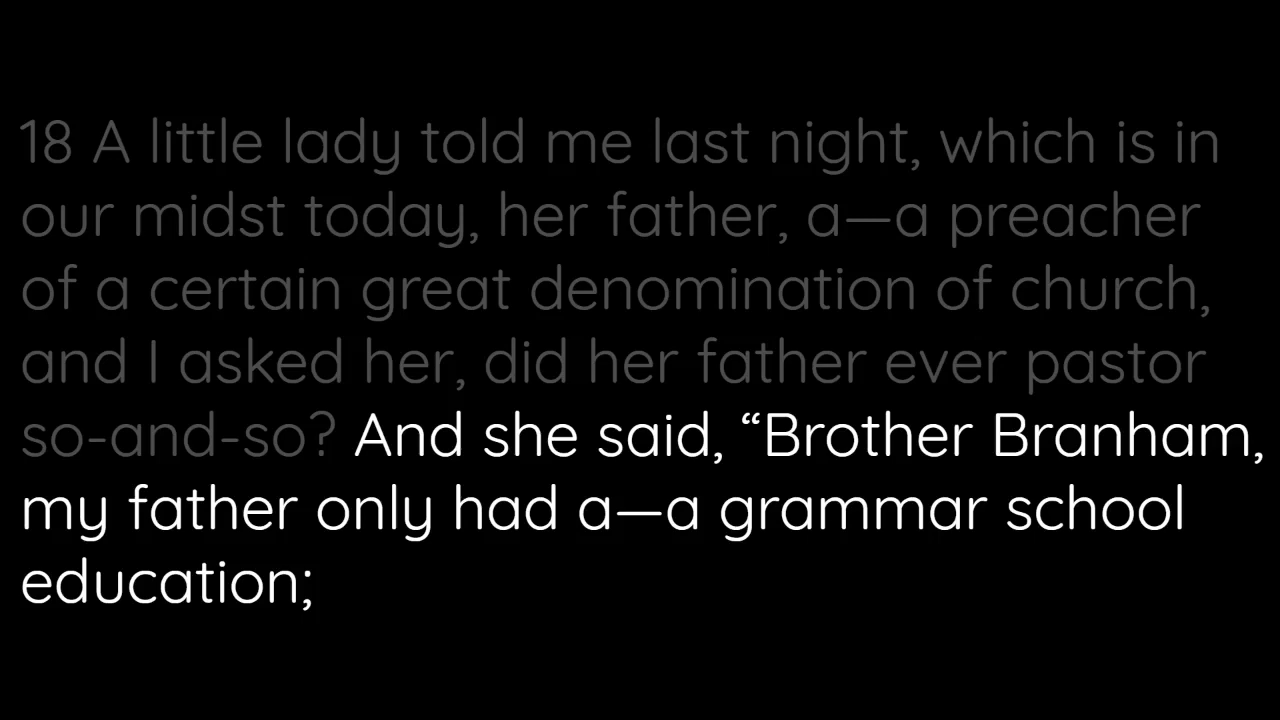 18 A little lady told me last night, which is in
our midst today, her father, a—a preacher
of a certain great denomination of church,
and I asked her, did her father ever pastor
so-and-so? And she said, “Brother Branham,
my father only had a—a grammar school
education;